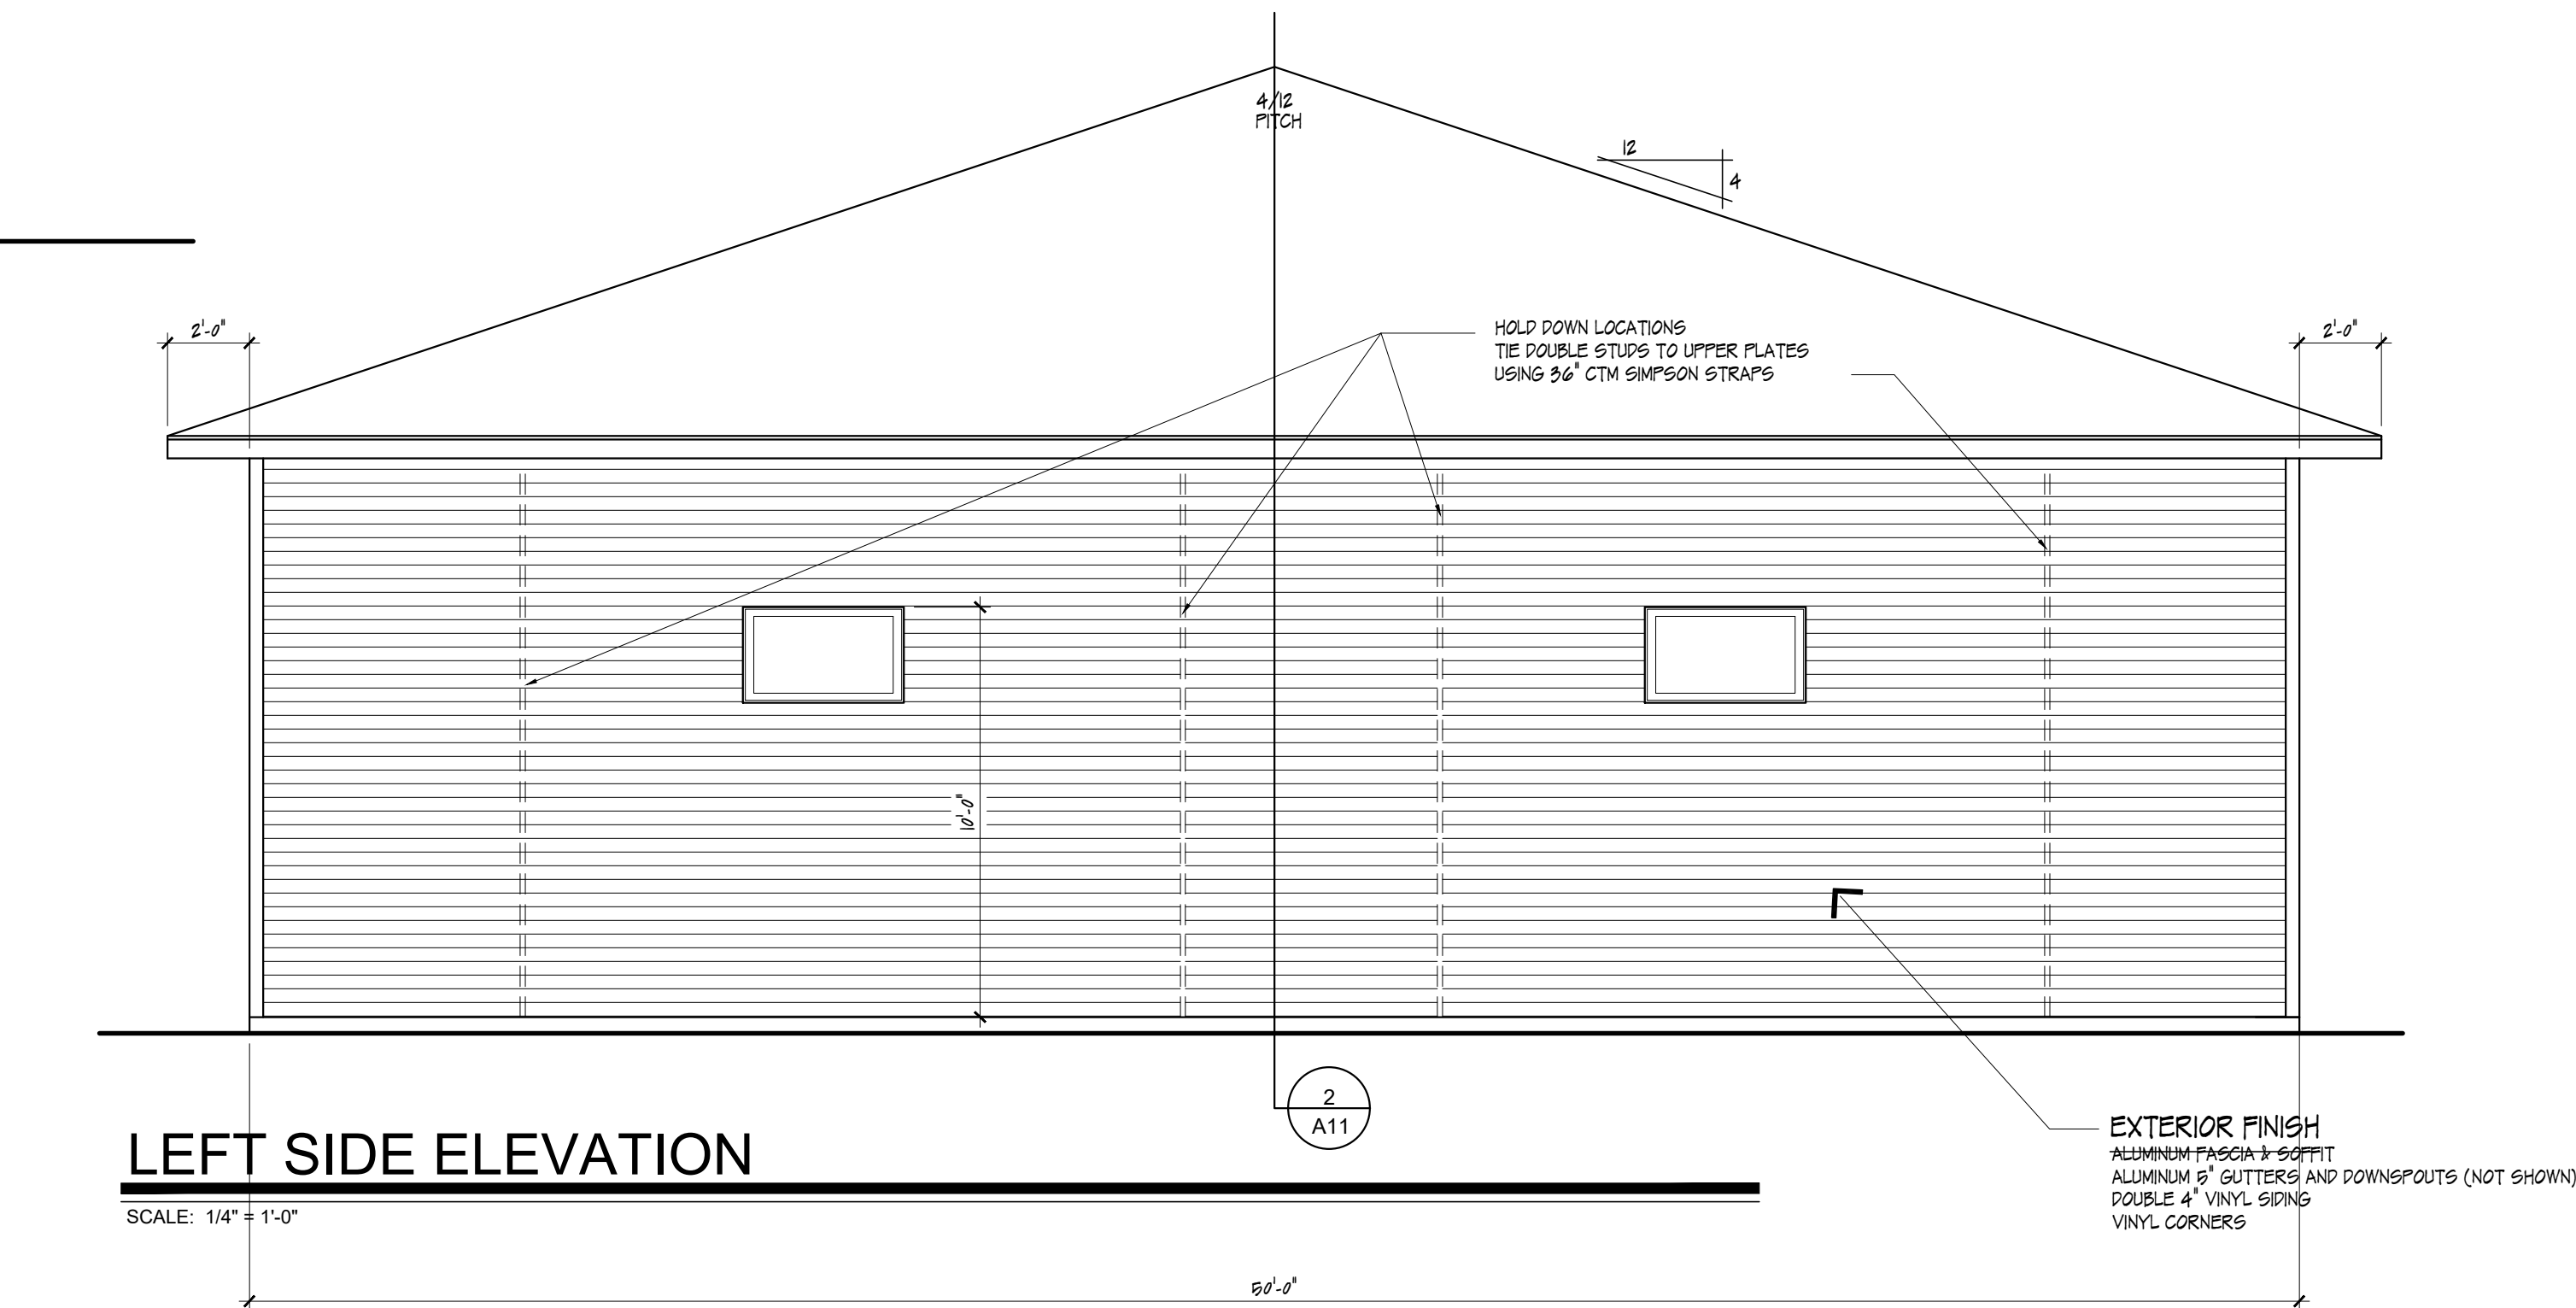 4/12
PITCH
12
4
2'-0"
2'-0"
HOLD DOWN LOCATIONS
TIE DOUBLE STUDS TO UPPER PLATES
USING 36" CTM SIMPSON STRAPS
10'-0"
2
A11
LEFT SIDE ELEVATION
SCALE: 1/4" = 1'-0"
EXTERIOR FINISH
ALUMINUM FASCIA & SOFFIT
ALUMINUM 5" GUTTERS AND DOWNSPOUTS (NOT SHOWN)
DOUBLE 4" VINYL SIDING
VINYL CORNERS
50'-0"